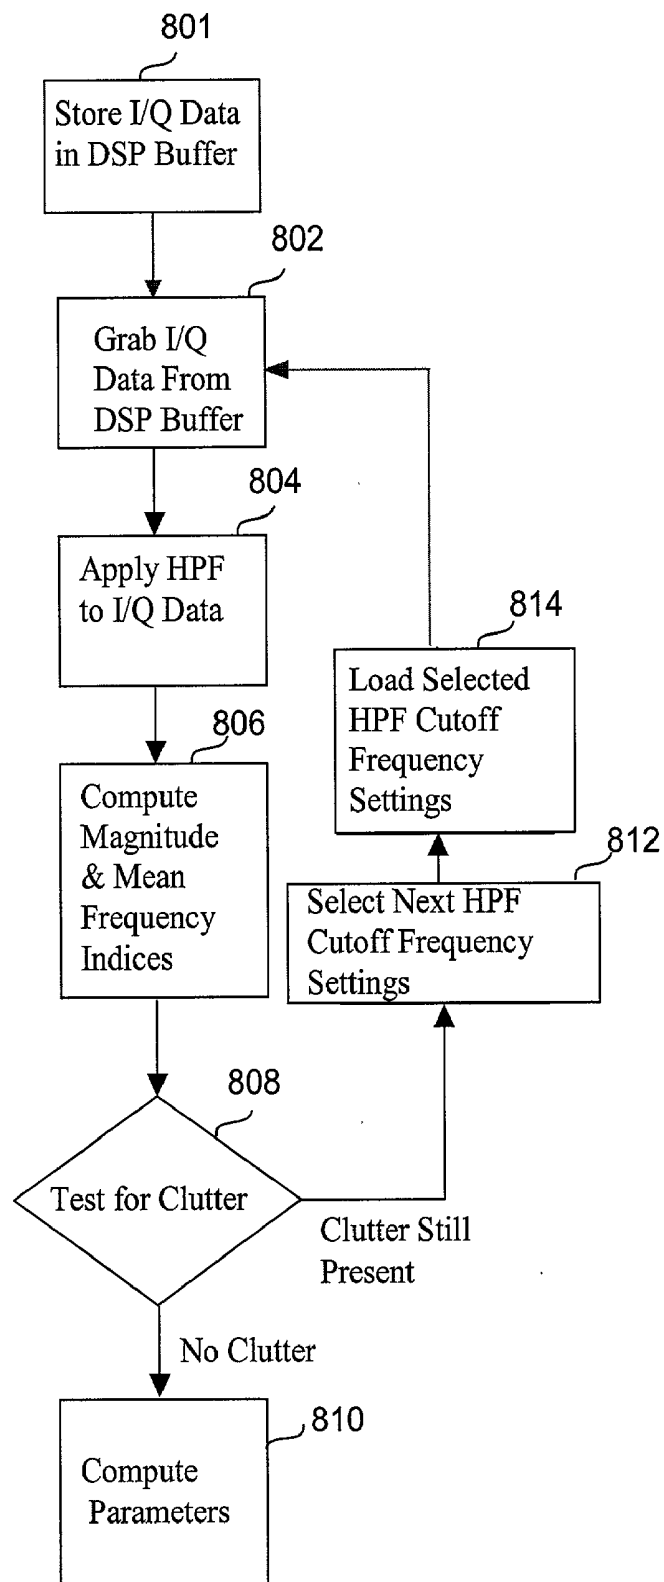 801
Store I/Q Data
in DSP Buffer
802
Grab I/Q
Data From
DSP Buffer
804
Apply HPF
to I/Q Data
806
Compute
Magnitude
& Mean
Frequency
Indices
808
Test for Clutter
Clutter Still
Present
No Clutter
810
Compute
Parameters
812
Select Next HPF
Cutoff Frequency
Settings
814
Load Selected
HPF Cutoff
Frequency
Settings